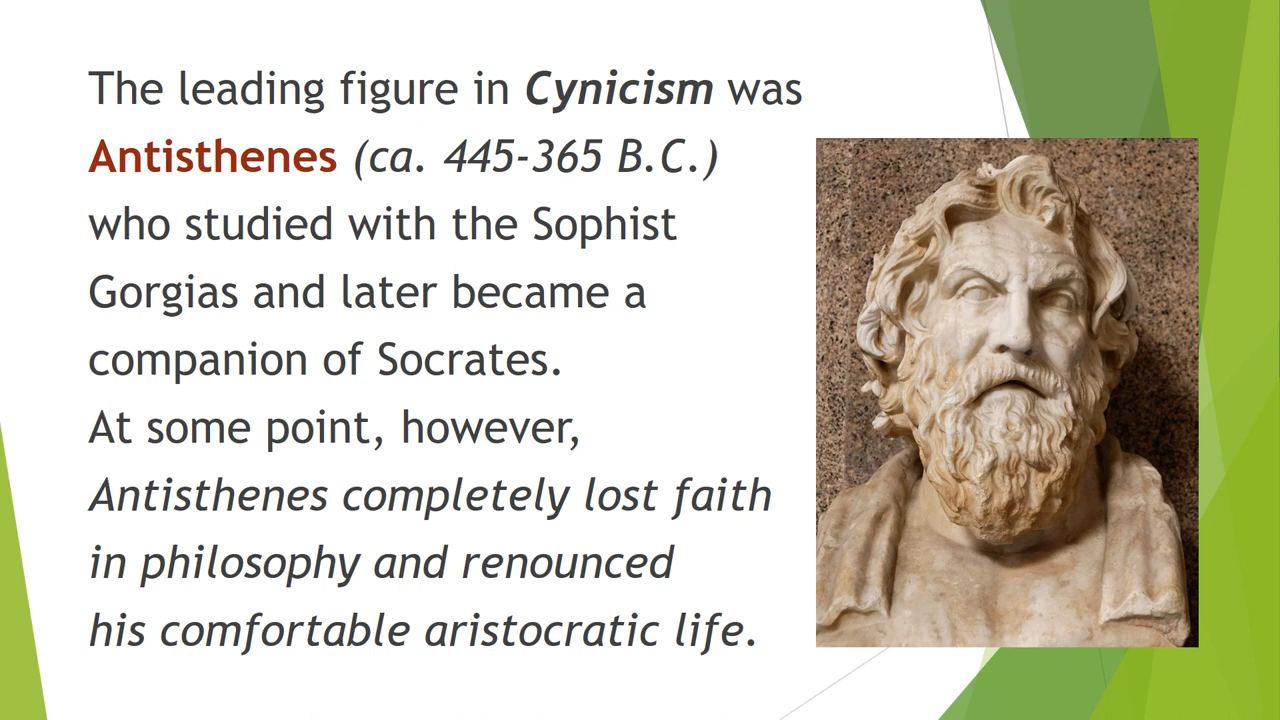 The leading figure in Cynicism was
Antisthenes (ca. 445-365 B.C.)
who studied with the Sophist
Gorgias and later became a
companion of Socrates.
At some point, however,
Antisthenes completely lost faith
in philosophy and renounced
his comfortable aristocratic life.